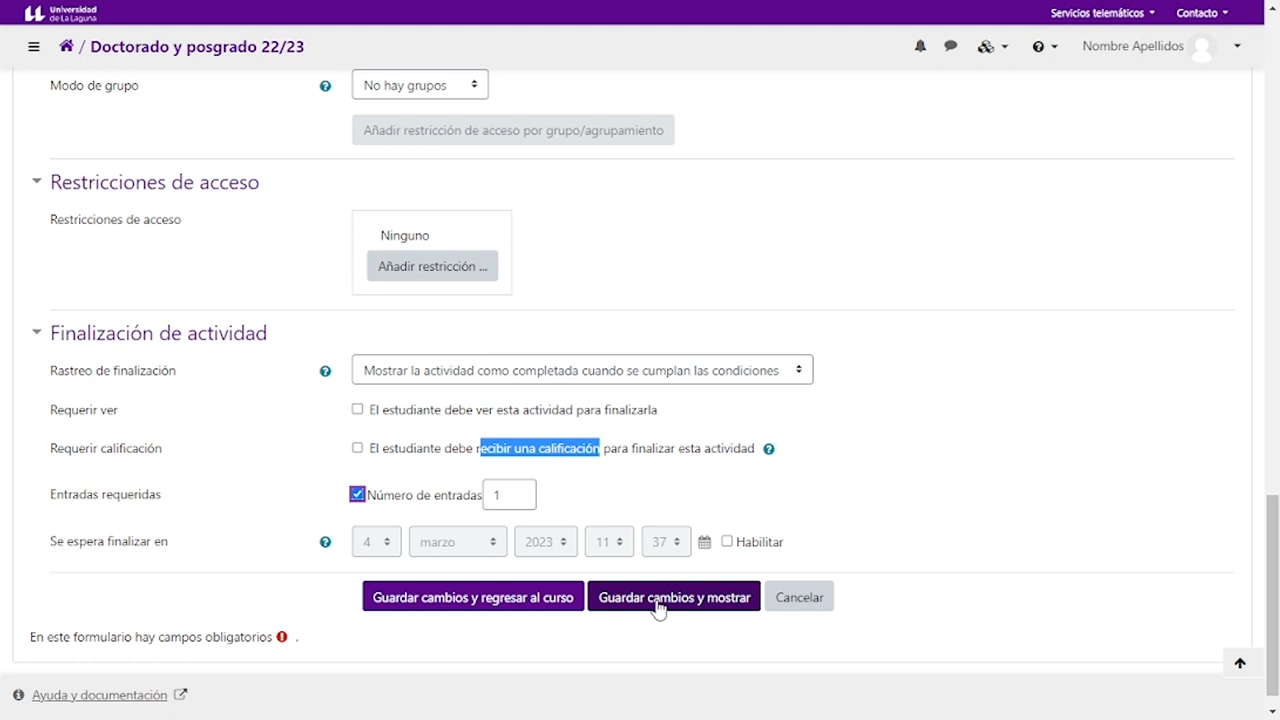 Universidad
de La Laguna
Servicios telemáticos
Contacto
/ Doctorado y posgrado 22/23
Nombre Apellidos
Modo de grupo
No hay grupos
Añadir restricción de acceso por grupo/agrupamiento
Restricciones de acceso
Restricciones de acceso
Ninguno
Añadir restricción ...
Finalización de actividad
Rastreo de finalización
Mostrar la actividad como completada cuando se cumplan las condiciones
Requerir ver
El estudiante debe ver esta actividad para finalizarla
Requerir calificación
El estudiante debe recibir una calificación para finalizar esta actividad
Entradas requeridas
Número de entradas 1
Se espera finalizar en
4 marzo 2023 11 37 Habilitar
Guardar cambios y regresar al curso
Guardar cambios y mostrar
Cancelar
En este formulario hay campos obligatorios .
Ayuda y documentación